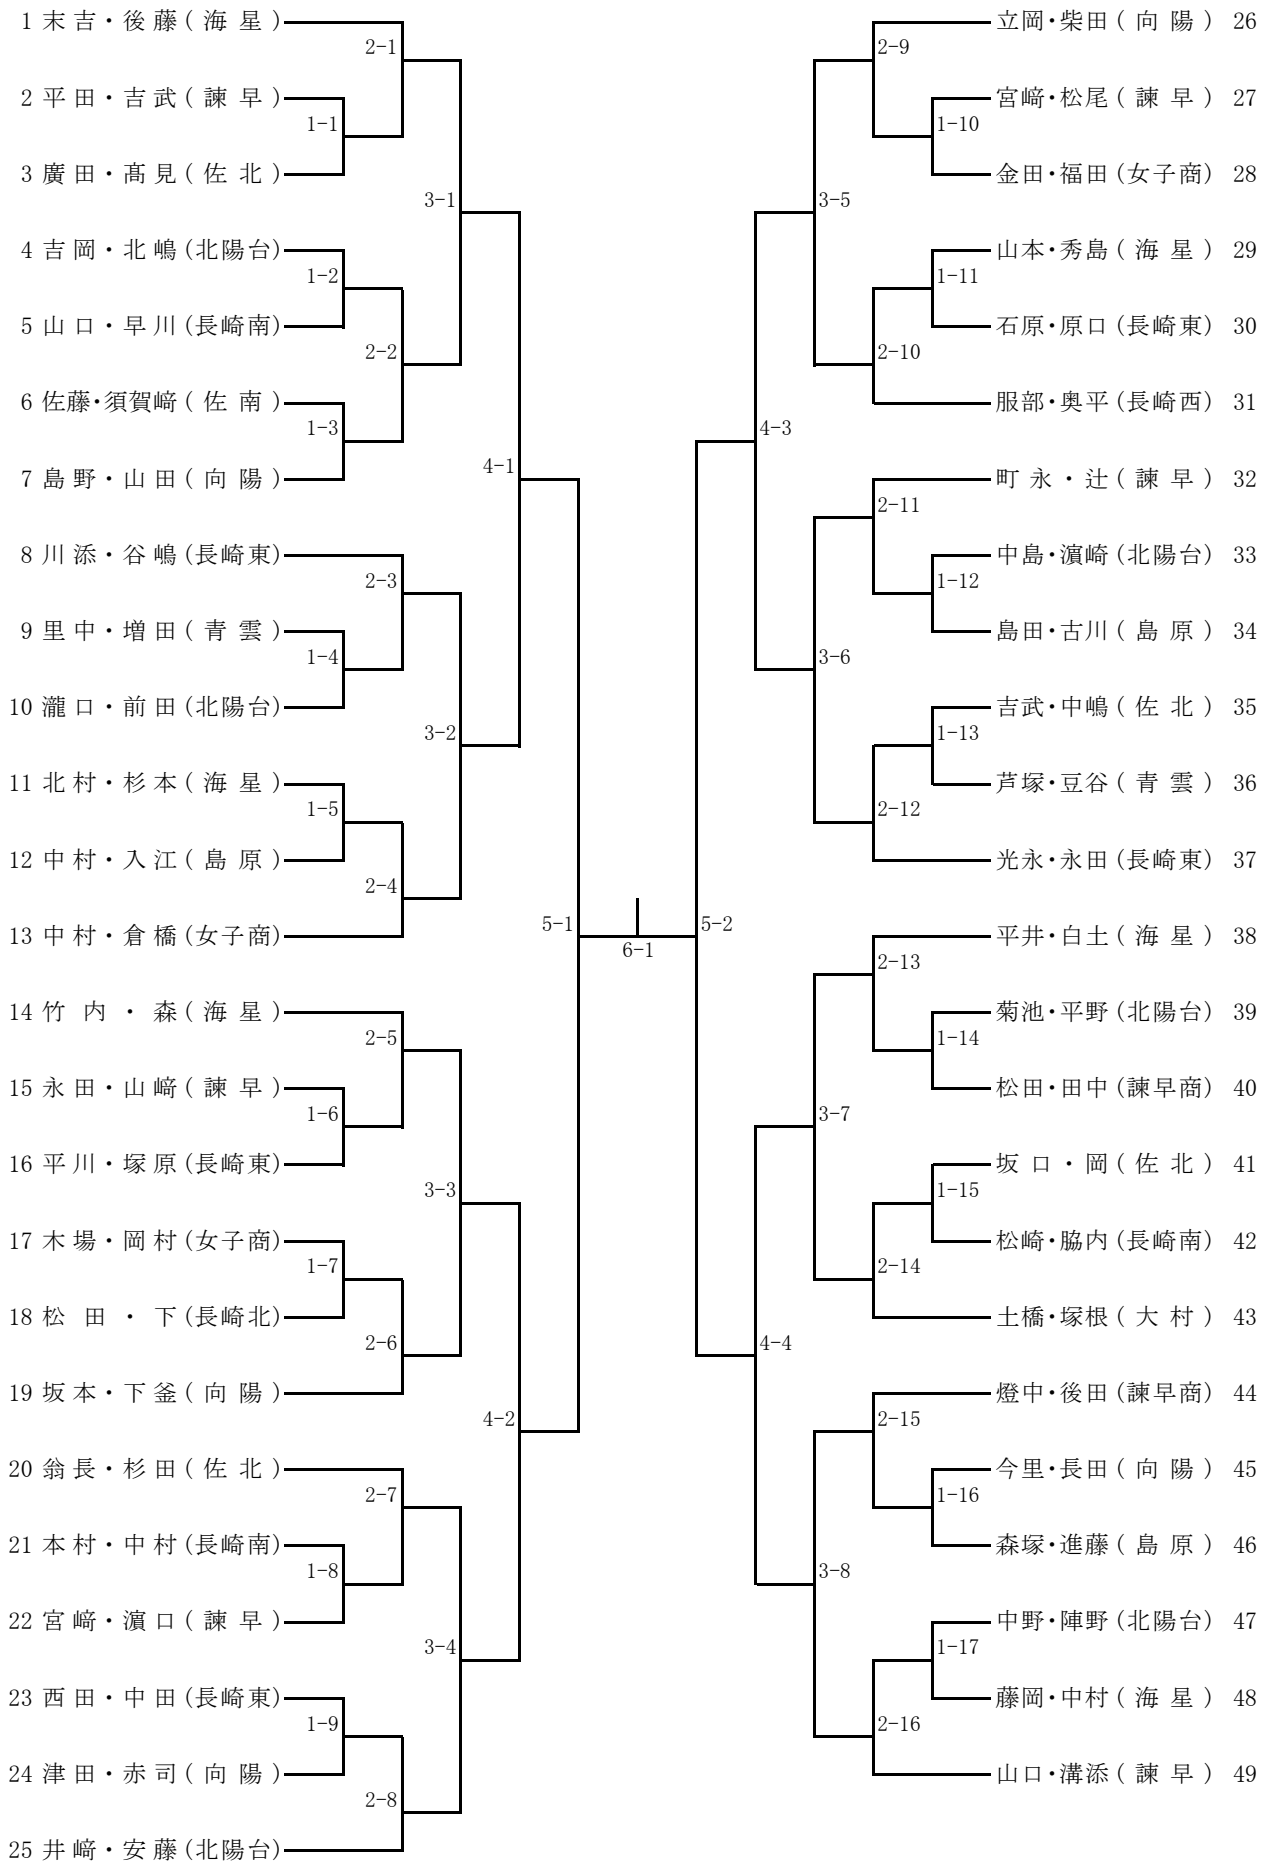 1 末吉・後藤(海星)
2-1
2 平田・吉武(諫早)
1-1
3 廣田・髙見(佐北)
3-1
4 吉岡・北嶋(北陽台)
1-2
5 山口・早川(長崎南)
2-2
6 佐藤・須賀﨑(佐南)
1-3
7 島野・山田(向陽)
4-1
8 川添・谷嶋(長崎東)
2-3
9 里中・増田(青雲)
1-4
10 瀧口・前田(北陽台)
3-2
11 北村・杉本(海星)
1-5
12 中村・入江(島原)
2-4
13 中村・倉橋(女子商)
5-1
14 竹内・森(海星)
2-5
15 永田・山﨑(諫早)
1-6
16 平川・塚原(長崎東)
3-3
17 木場・岡村(女子商)
1-7
18 松田・下(長崎北)
2-6
19 坂本・下釜(向陽)
4-2
20 翁長・杉田(佐北)
2-7
21 本村・中村(長崎南)
1-8
22 宮﨑・濵口(諫早)
3-4
23 西田・中田(長崎東)
1-9
24 津田・赤司(向陽)
2-8
25 井﨑・安藤(北陽台)
6-1
立岡・柴田(向陽) 26
2-9
宮﨑・松尾(諫早) 27
1-10
金田・福田(女子商) 28
3-5
山本・秀島(海星) 29
1-11
石原・原口(長崎東) 30
2-10
服部・奥平(長崎西) 31
4-3
町永・辻(諫早) 32
2-11
中島・濵崎(北陽台) 33
1-12
島田・古川(島原) 34
3-6
吉武・中嶋(佐北) 35
1-13
芦塚・豆谷(青雲) 36
2-12
光永・永田(長崎東) 37
5-2
平井・白土(海星) 38
2-13
菊池・平野(北陽台) 39
1-14
松田・田中(諫早商) 40
3-7
坂口・岡(佐北) 41
1-15
松崎・脇内(長崎南) 42
2-14
土橋・塚根(大村) 43
4-4
燈中・後田(諫早商) 44
2-15
今里・長田(向陽) 45
1-16
森塚・進藤(島原) 46
3-8
中野・陣野(北陽台) 47
1-17
藤岡・中村(海星) 48
2-16
山口・溝添(諫早) 49